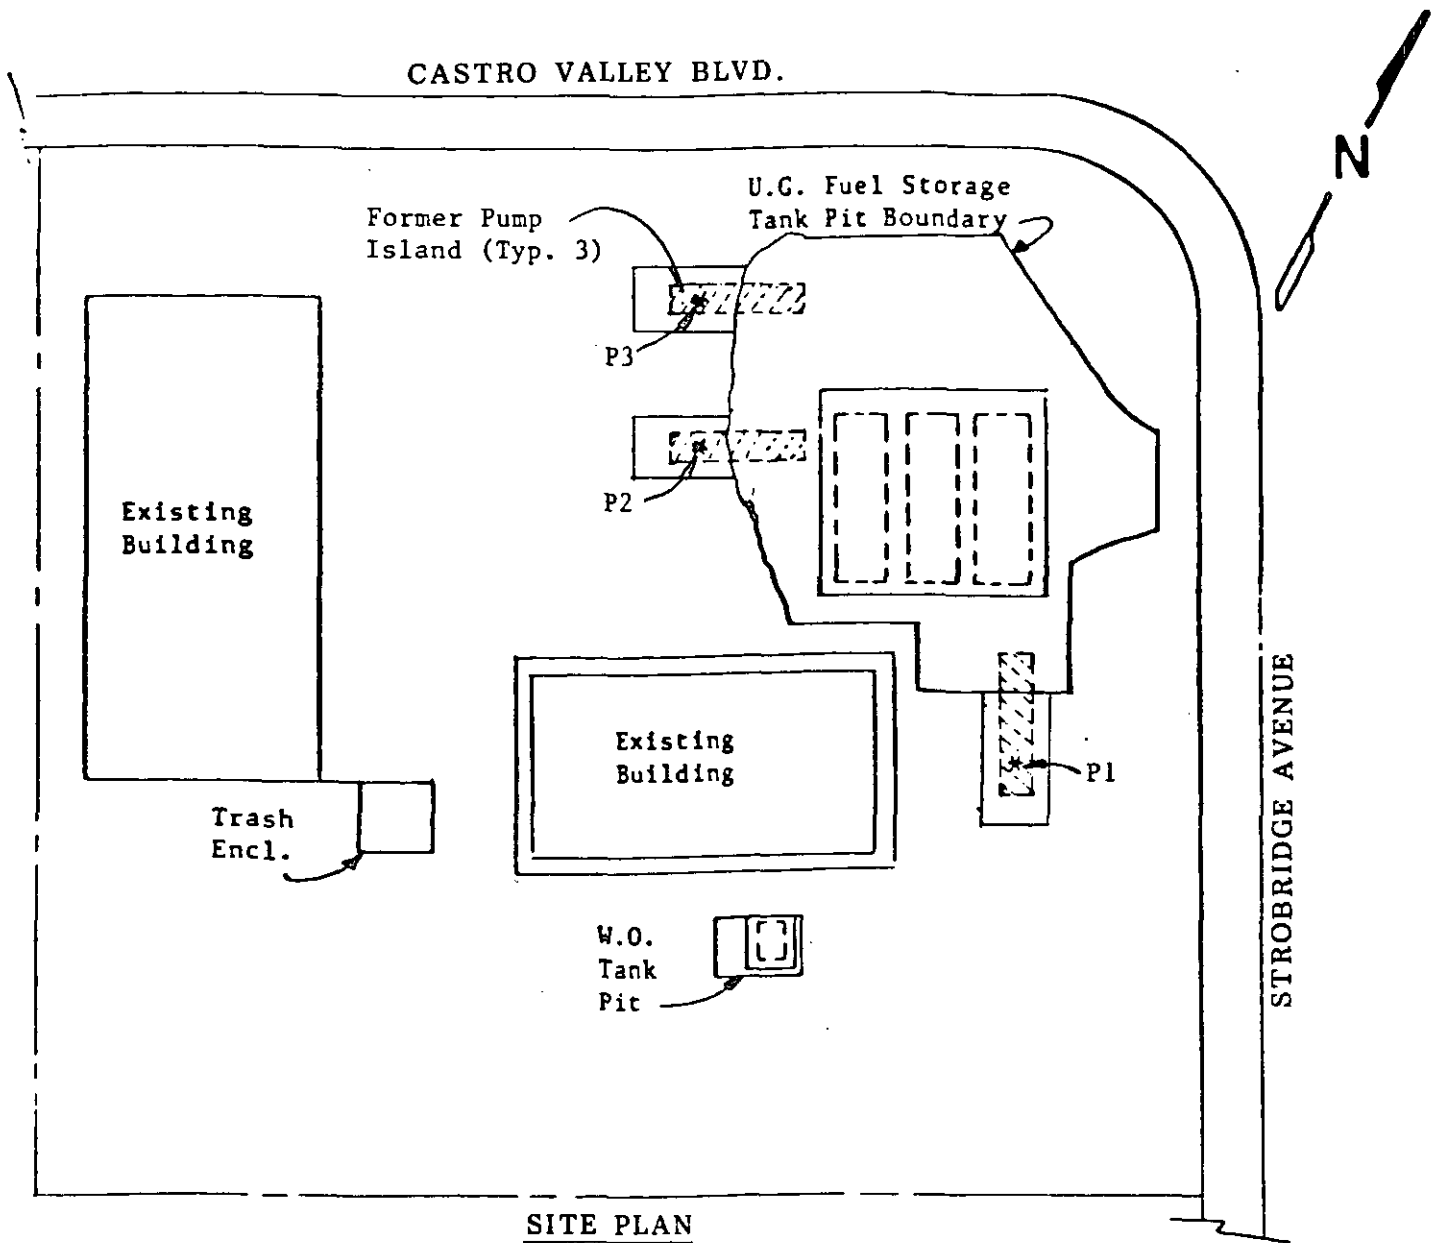 CASTRO VALLEY BLVD.
N
U.G. Fuel Storage
Tank Pit Boundary
Former Pump
Island (Typ. 3)
P3
P2
Existing
Building
Existing
Building
P1
Trash
Encl.
W.O.
Tank
Pit
STROBRIDGE AVENUE
SITE PLAN